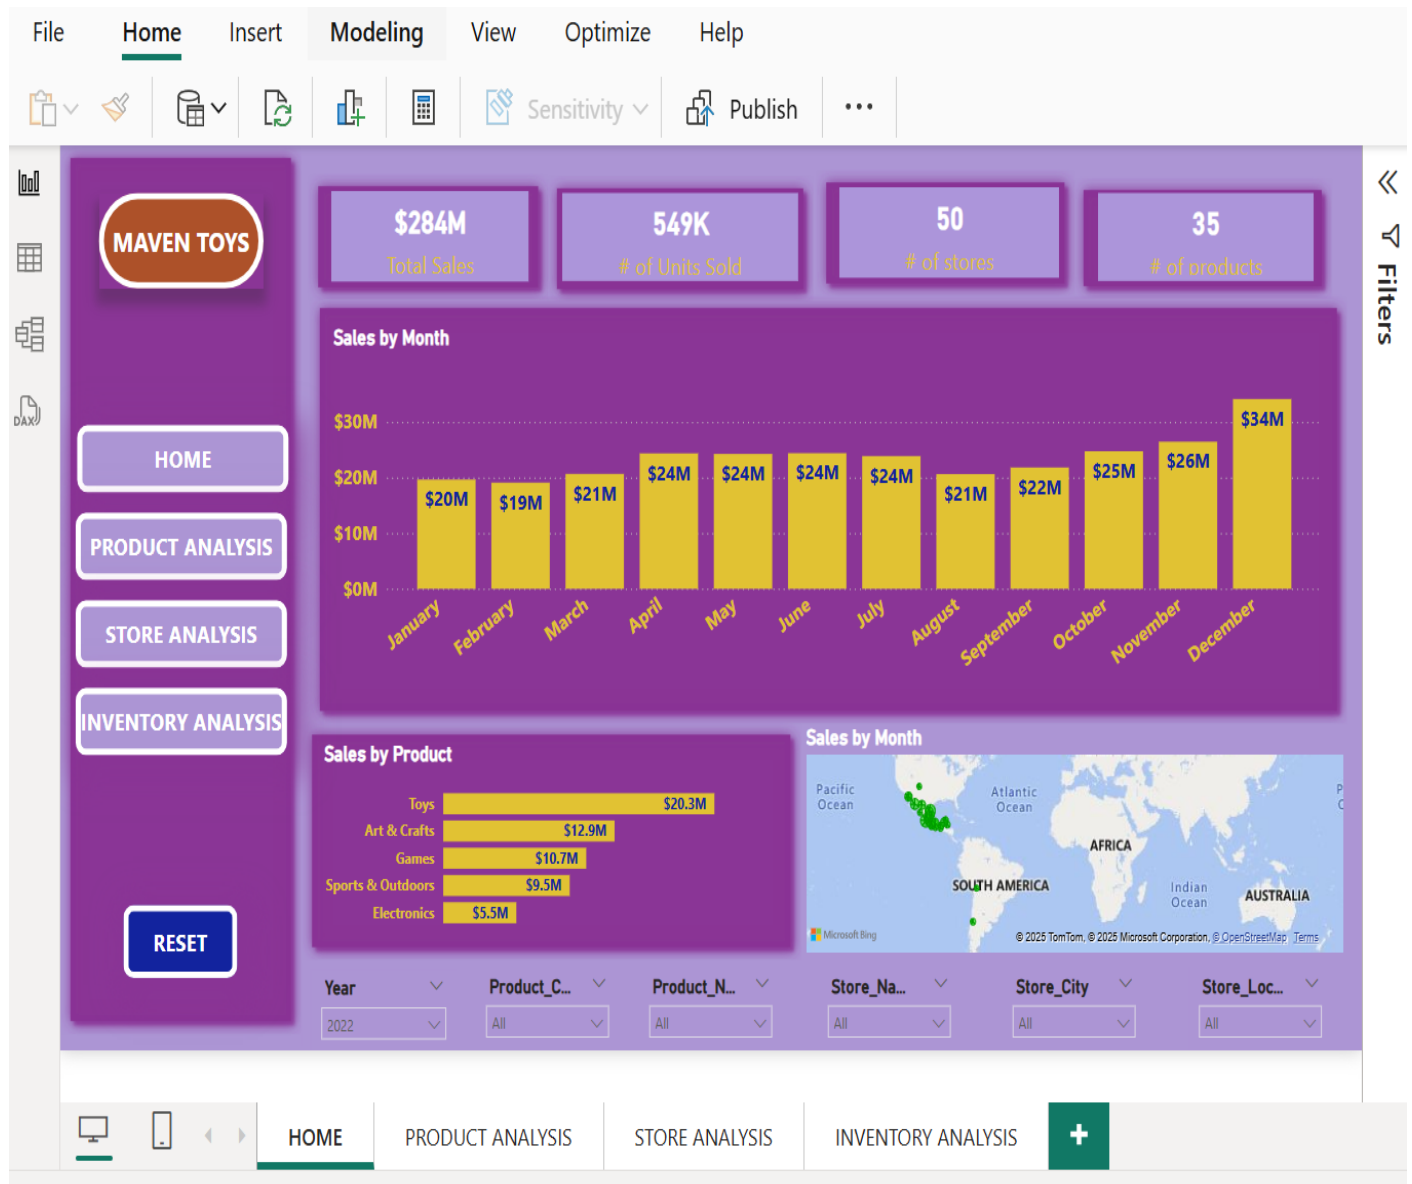 File Home Insert Modeling View Optimize Help
Sensitivity Publish ...
DAX
Filters
MAVEN TOYS
HOME
PRODUCT ANALYSIS
STORE ANALYSIS
INVENTORY ANALYSIS
RESET
$284M
Total Sales
549K
# of Units Sold
50
# of stores
35
# of products
Sales by Month
$30M
$20M
$10M
$0M
$20M $19M $21M $24M $24M $24M $24M $21M $22M $25M $26M $34M
January February March April May June July August September October November December
Sales by Product
Toys $20.3M
Art & Crafts $12.9M
Games $10.7M
Sports & Outdoors $9.5M
Electronics $5.5M
Sales by Month
Pacific
Ocean
Atlantic
Ocean
P
AFRICA
SOUTH AMERICA
Indian
Ocean
AUSTRALIA
Microsoft Bing
© 2025 TomTom, © 2025 Microsoft Corporation, © OpenStreetMap Terms
Year Product_C... Product_N... Store_Na... Store_City Store_Loc...
2022 All All All All All
HOME PRODUCT ANALYSIS STORE ANALYSIS INVENTORY ANALYSIS +